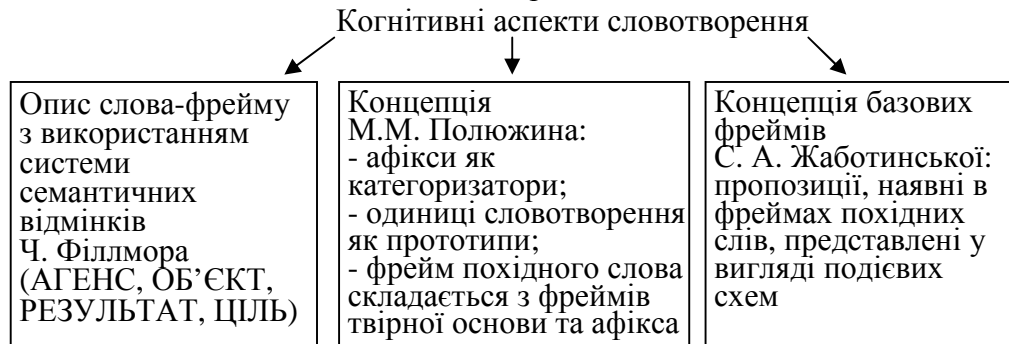 Когнітивні аспекти словотворення
Опис слова-фрейму
з використанням
системи
семантичних
відмінків
Ч. Філлмора
(АГЕНС, ОБ’ЄКТ,
РЕЗУЛЬТАТ, ЦІЛЬ)
Концепція
М.М. Полюжина:
- афікси як
категоризатори;
- одиниці словотворення
як прототипи;
- фрейм похідного слова
складається з фреймів
твірної основи та афікса
Концепція базових
фреймів
С. А. Жаботинської:
пропозиції, наявні в
фреймах похідних
слів, представлені у
вигляді подієвих
схем